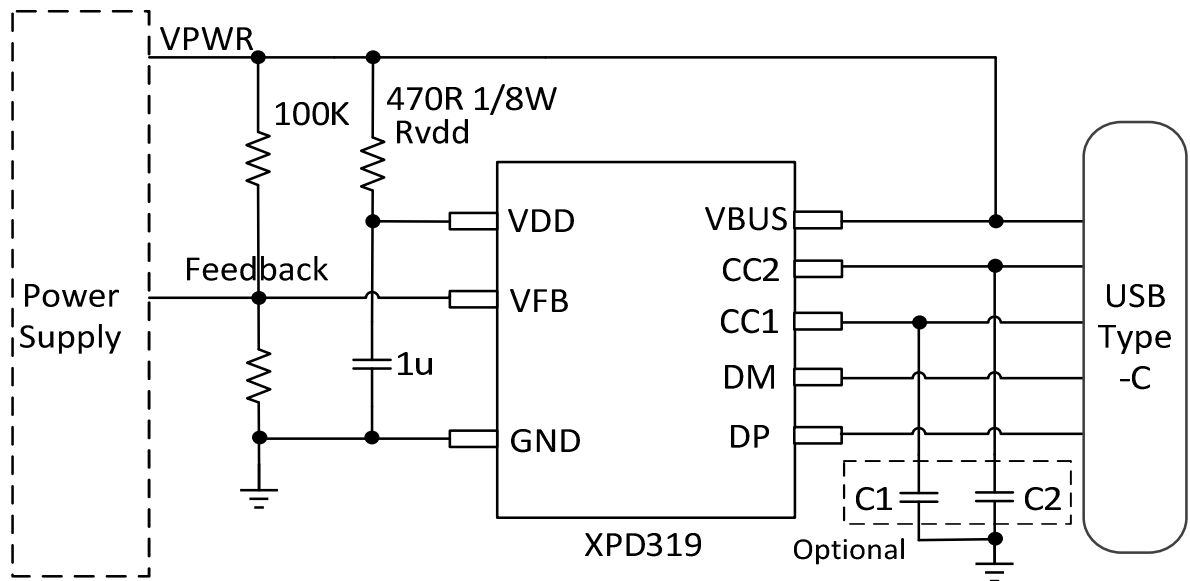 VPWR
100K
470R 1/8W
Rvdd
VDD
VBUS
Feedback
CC2
Power
Supply
VFB
USB
Type
-C
CC1
1u
DM
GND
DP
C1
C2
XPD319
Optional